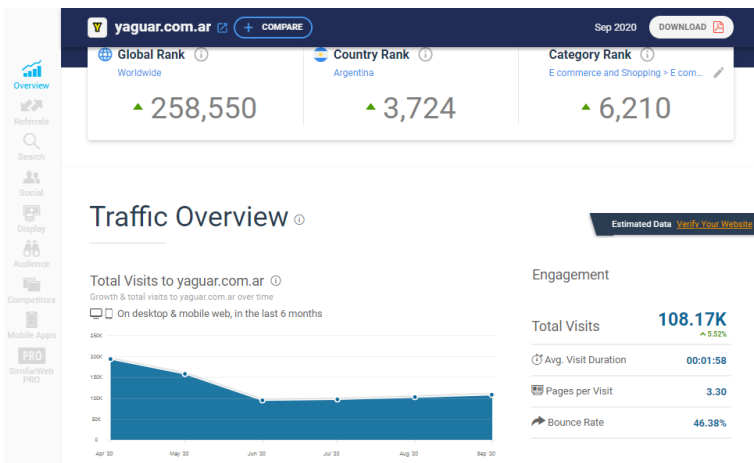 Y yaguar.com.ar + COMPARE Sep 2020 DOWNLOAD
Global Rank Country Rank Category Rank
Worldwide Argentina E commerce and Shopping > E com...
258,550 3,724 6,210
Overview
Referrals
Search
Social
Display
Audience
Competitors
Mobile Apps
PRO
SimilarWeb
PRO
Traffic Overview
Estimated Data Verify Your Website
Total Visits to yaguar.com.ar
Growth & total visits to yaguar.com.ar over time
On desktop & mobile web, in the last 6 months
250K
200K
150K
100K
50K
0
Apr '20 May '20 Jun '20 Jul '20 Aug '20 Sep '20
Engagement
Total Visits 108.17K
5.52%
Avg. Visit Duration 00:01:58
Pages per Visit 3.30
Bounce Rate 46.38%